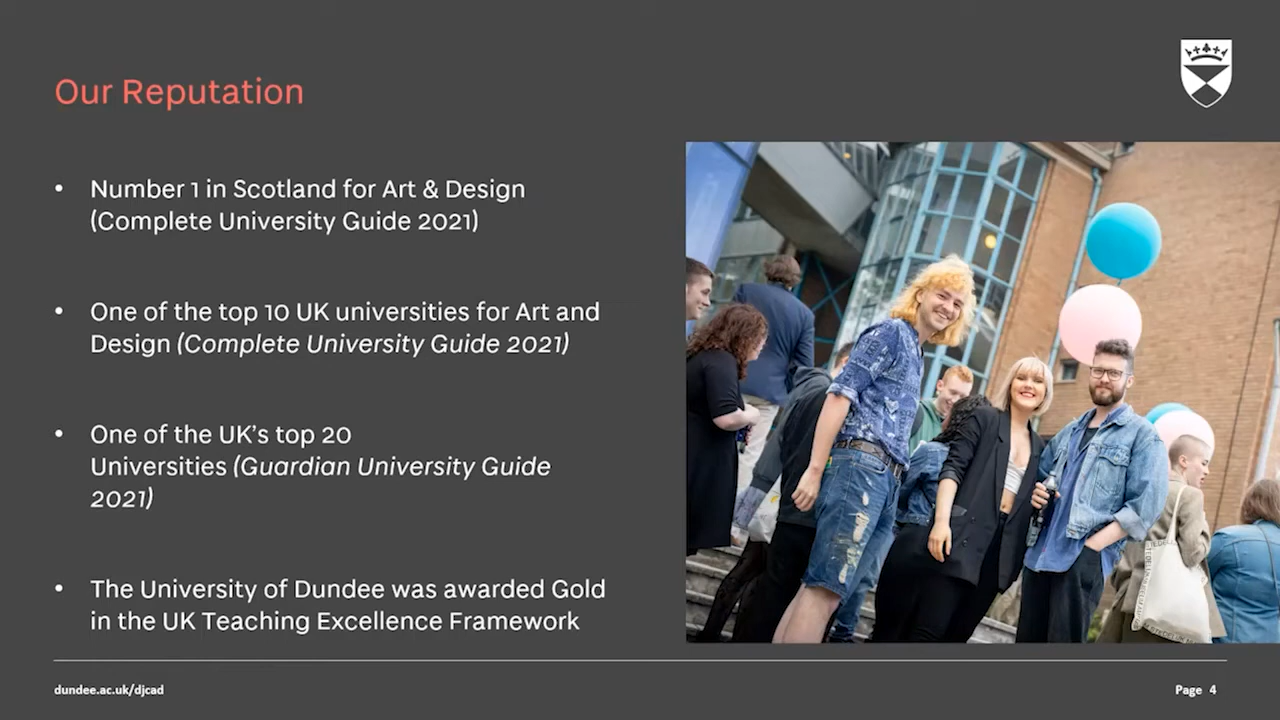 Our Reputation
• Number 1 in Scotland for Art & Design
(Complete University Guide 2021)
• One of the top 10 UK universities for Art and
Design (Complete University Guide 2021)
• One of the UK's top 20
Universities (Guardian University Guide
2021)
• The University of Dundee was awarded Gold
in the UK Teaching Excellence Framework
dundee.ac.uk/djcad
Page 4